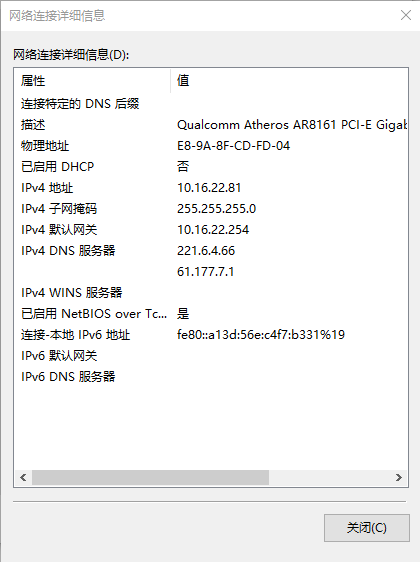 网络连接详细信息
网络连接详细信息(D):
属性 值
连接特定的 DNS 后缀
描述 Qualcomm Atheros AR8161 PCI-E Gigab
物理地址 E8-9A-8F-CD-FD-04
已启用 DHCP 否
IPv4 地址 10.16.22.81
IPv4 子网掩码 255.255.255.0
IPv4 默认网关 10.16.22.254
IPv4 DNS 服务器 221.6.4.66
61.177.7.1
IPv4 WINS 服务器
已启用 NetBIOS over Tc... 是
连接-本地 IPv6 地址 fe80::a13d:56e:c4f7:b331%19
IPv6 默认网关
IPv6 DNS 服务器
关闭(C)